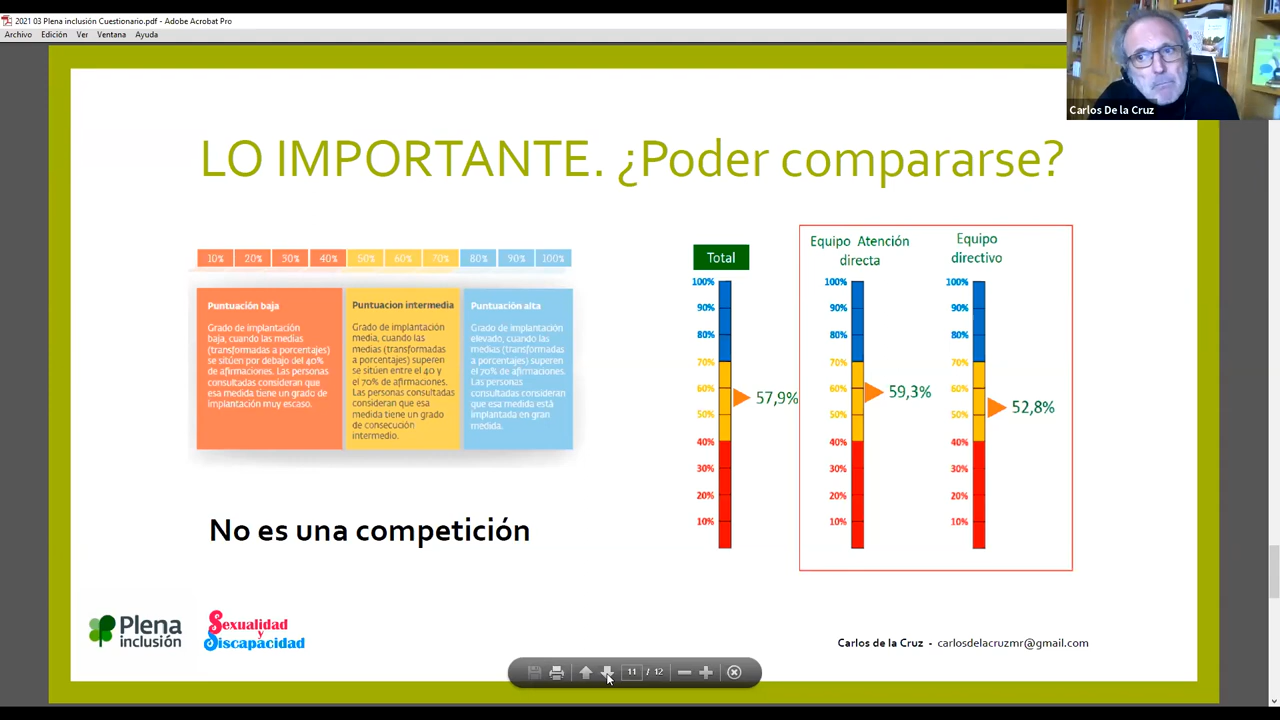 2021 03 Plena inclusión Cuestionario.pdf - Adobe Acrobat Pro
Archivo Edición Ver Ventana Ayuda
Carlos De la Cruz
LO IMPORTANTE. ¿Poder compararse?
10% 20% 30% 40% 50% 60% 70% 80% 90% 100%
Puntuación baja
Grado de implantación
baja, cuando las medias
(transformadas a porcentajes)
se sitúen por debajo del 40%
de afirmaciones. Las personas
consultadas consideran que
esa medida tiene un grado de
implantación muy escaso.
Puntuacion intermedia
Grado de implantación
media, cuando las
medias (transformadas
a porcentajes) superen
se sitúen entre el 40 y
el 70% de afirmaciones.
Las personas consultadas
consideran que esa
medida tiene un grado
de consecución
intermedio.
Puntuación alta
Grado de implantación
elevado, cuando las
medias (transformadas
a porcentajes) superen
el 70% de afirmaciones.
Las personas
consultadas consideran
que esa medida está
implantada en gran
medida.
Total
100%
90%
80%
70%
60%
50%
40%
30%
20%
10%
57,9%
Equipo Atención
directa
100%
90%
80%
70%
60%
50%
40%
30%
20%
10%
59,3%
Equipo
directivo
100%
90%
80%
70%
60%
50%
40%
30%
20%
10%
52,8%
No es una competición
Plena
inclusión
Sexualidad
y
Discapacidad
Carlos de la Cruz - carlosdelacruzmr@gmail.com
11 / 12